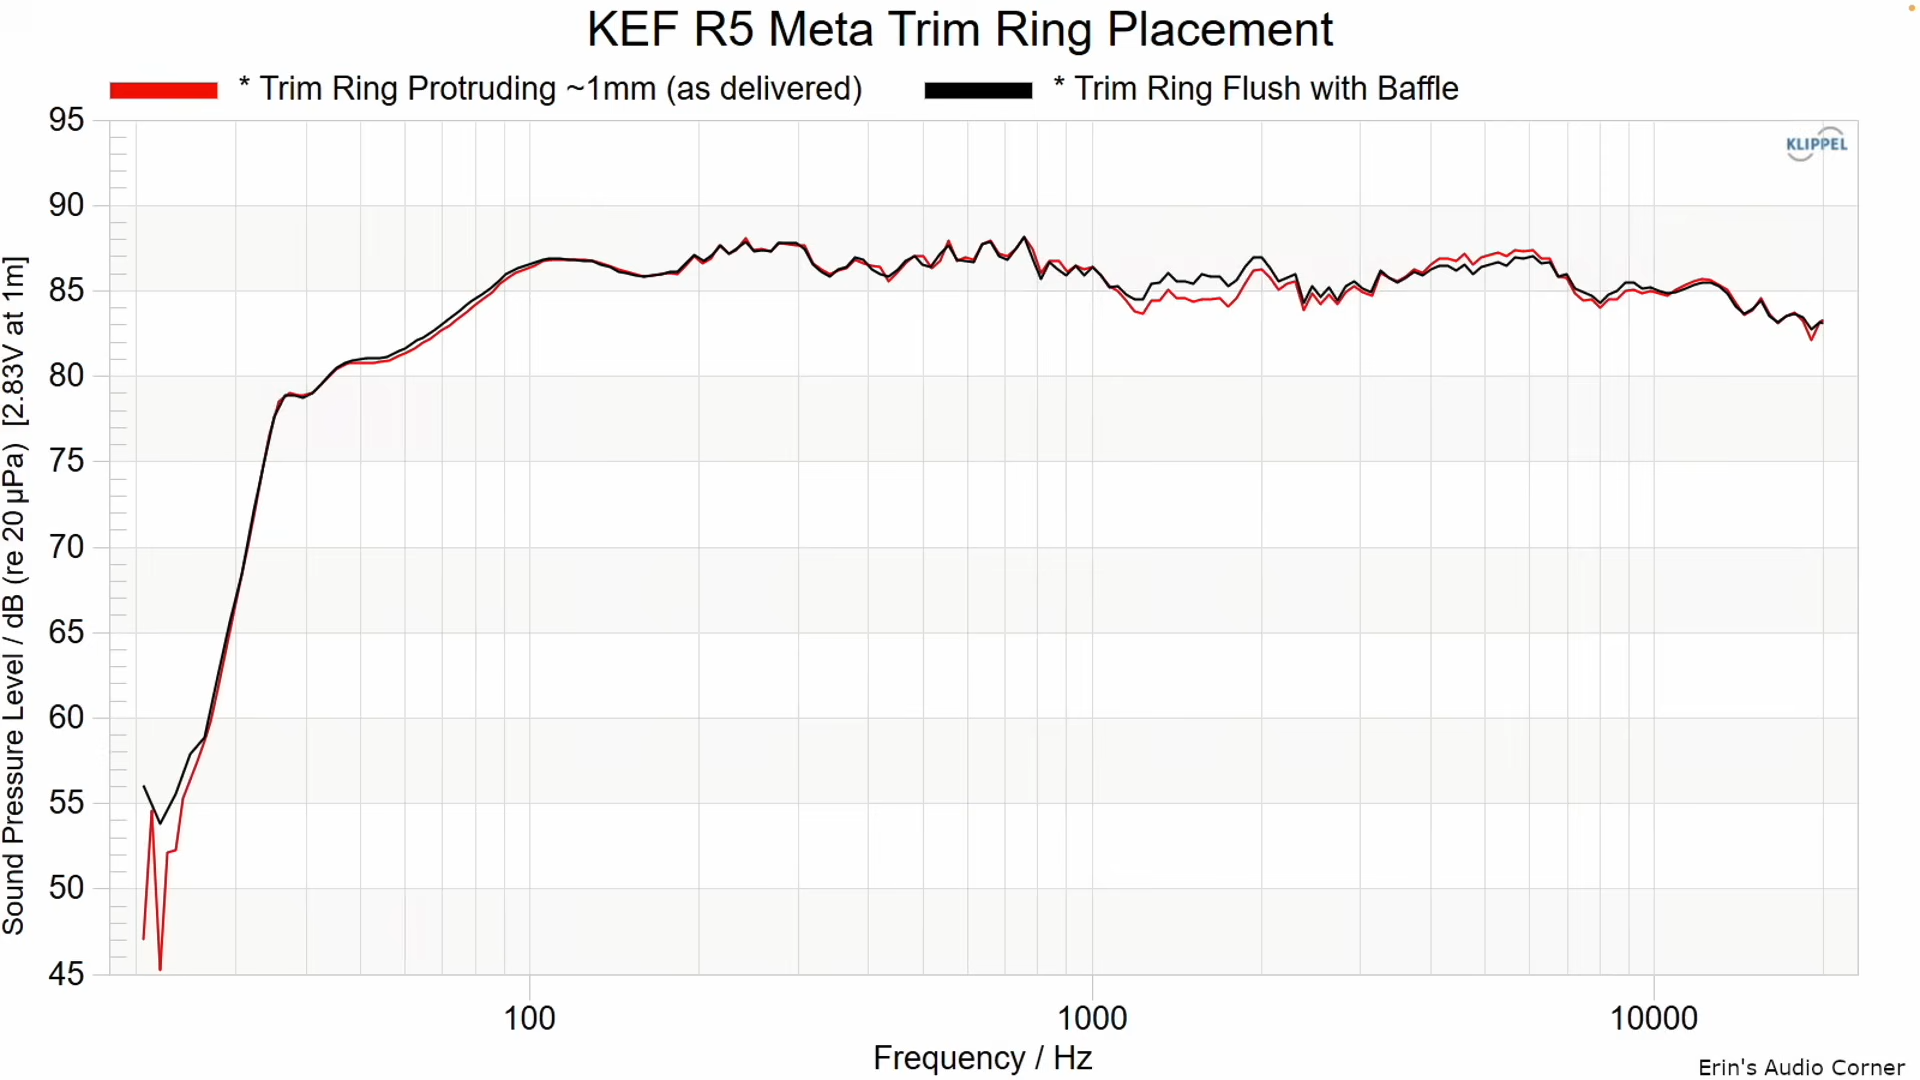 KEF R5 Meta Trim Ring Placement
* Trim Ring Protruding ~1mm (as delivered)
* Trim Ring Flush with Baffle
KLIPPEL
95
90
85
80
75
70
65
60
55
50
45
Sound Pressure Level / dB (re 20 µPa) [2.83V at 1m]
100
1000
10000
Frequency / Hz
Erin's Audio Corner